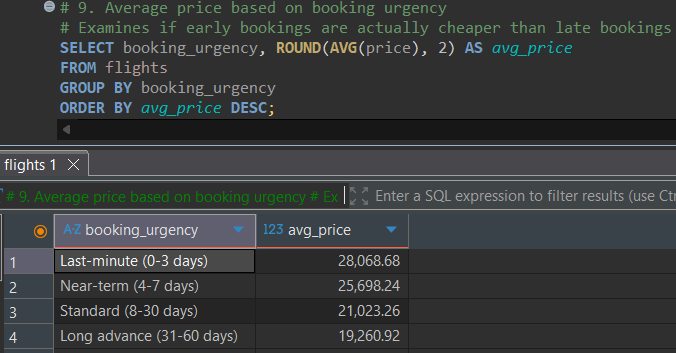 # 9. Average price based on booking urgency
# Examines if early bookings are actually cheaper than late bookings
SELECT booking_urgency, ROUND(AVG(price), 2) AS avg_price
FROM flights
GROUP BY booking_urgency
ORDER BY avg_price DESC;
flights 1
# 9. Average price based on booking urgency # Ex Enter a SQL expression to filter results (use Ctr
A-Z booking_urgency 123 avg_price
1 Last-minute (0-3 days) 28,068.68
2 Near-term (4-7 days) 25,698.24
3 Standard (8-30 days) 21,023.26
4 Long advance (31-60 days) 19,260.92